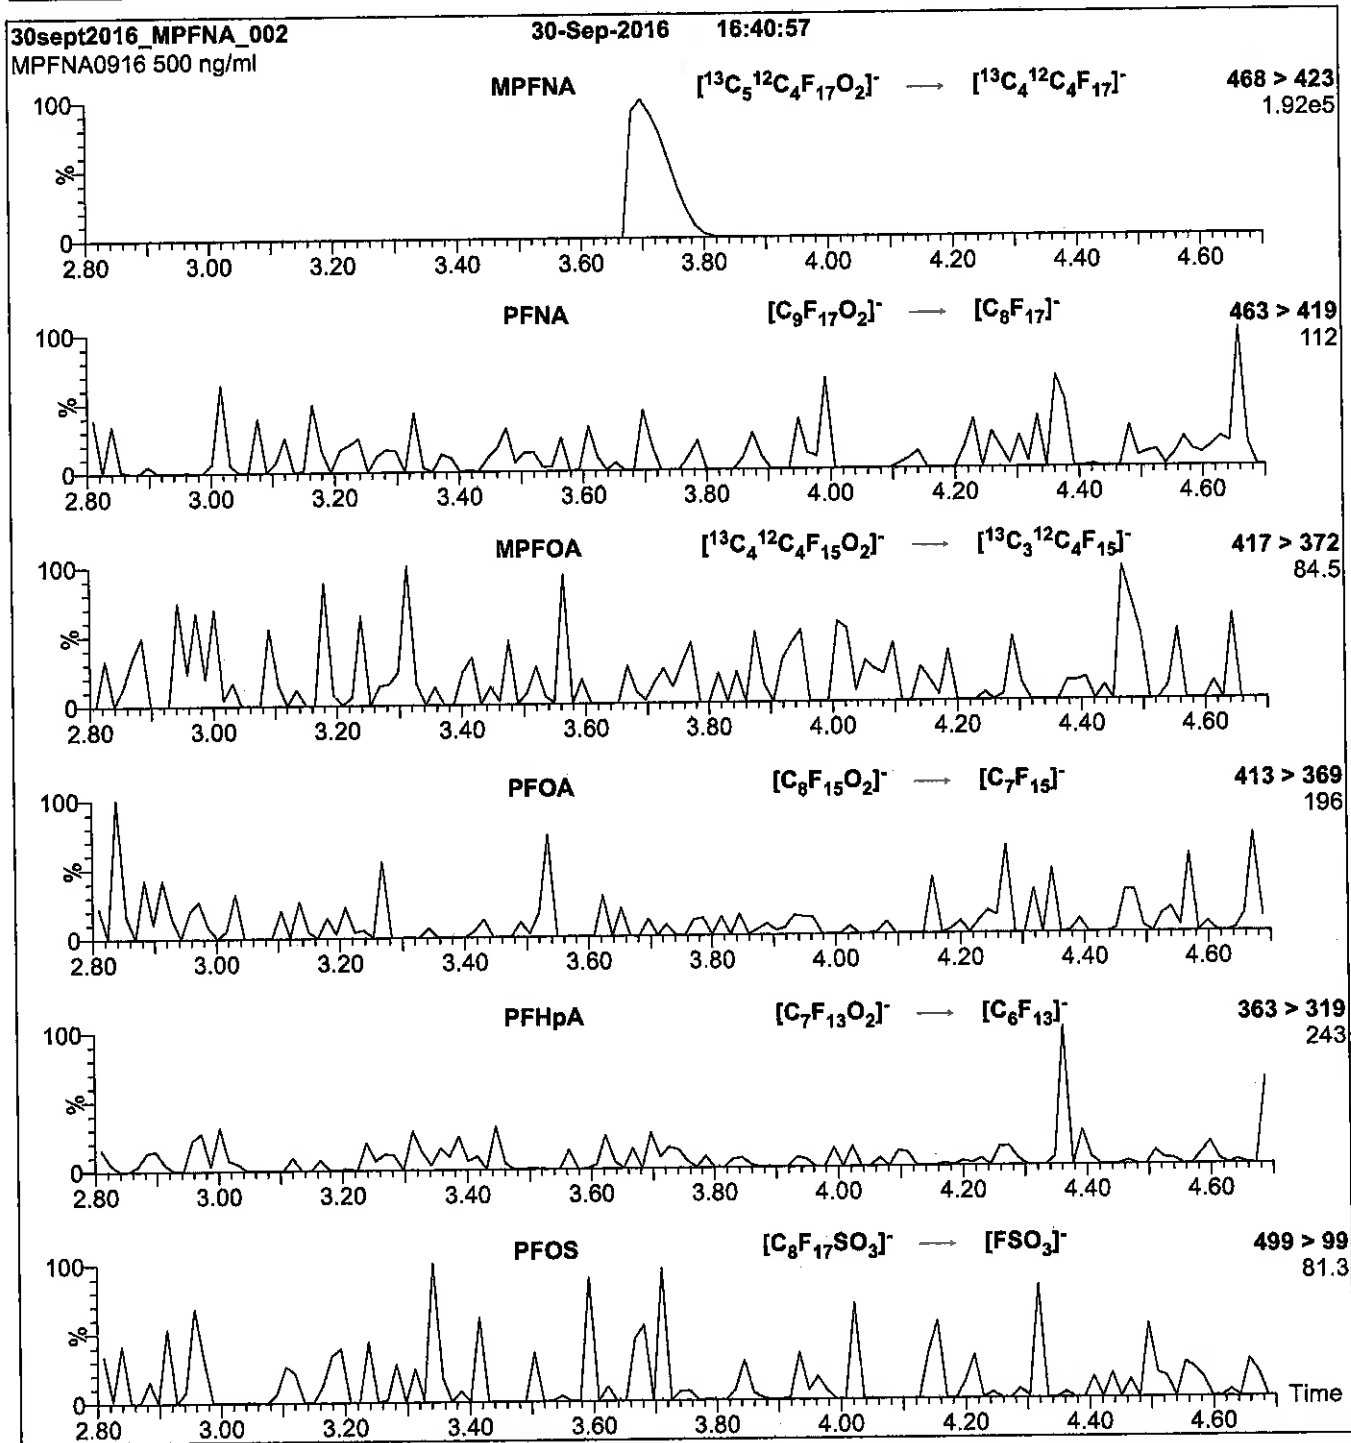 30sept2016_MPFNA_002 30-Sep-2016 16:40:57
MPFNA0916 500 ng/ml
MPFNA [¹³C₅¹²C₄F₁₇O₂]⁻ → [¹³C₄¹²C₄F₁₇]⁻ 468 > 423
1.92e5
100
%
0
2.80 3.00 3.20 3.40 3.60 3.80 4.00 4.20 4.40 4.60
PFNA [C₉F₁₇O₂]⁻ → [C₈F₁₇]⁻ 463 > 419
112
100
%
0
2.80 3.00 3.20 3.40 3.60 3.80 4.00 4.20 4.40 4.60
MPFOA [¹³C₄¹²C₄F₁₅O₂]⁻ → [¹³C₃¹²C₄F₁₅]⁻ 417 > 372
84.5
100
%
0
2.80 3.00 3.20 3.40 3.60 3.80 4.00 4.20 4.40 4.60
PFOA [C₈F₁₅O₂]⁻ → [C₇F₁₅]⁻ 413 > 369
196
100
%
0
2.80 3.00 3.20 3.40 3.60 3.80 4.00 4.20 4.40 4.60
PFHpA [C₇F₁₃O₂]⁻ → [C₆F₁₃]⁻ 363 > 319
243
100
%
0
2.80 3.00 3.20 3.40 3.60 3.80 4.00 4.20 4.40 4.60
PFOS [C₈F₁₇SO₃]⁻ → [FSO₃]⁻ 499 > 99
81.3
100
%
0
Time
2.80 3.00 3.20 3.40 3.60 3.80 4.00 4.20 4.40 4.60